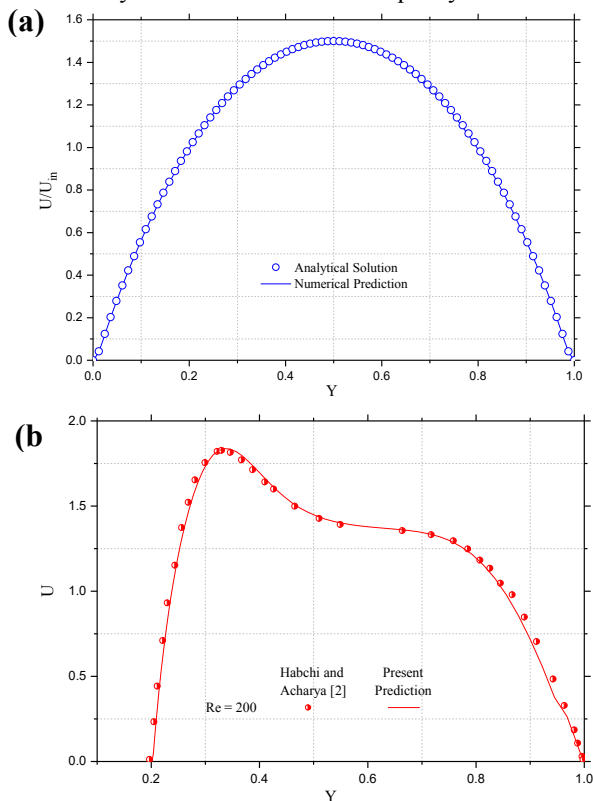 (a)
1.6
1.4
1.2
1.0
0.8
0.6
0.4
0.2
0.0
U/U_in
Analytical Solution
Numerical Prediction
0.0 0.2 0.4 0.6 0.8 1.0
Y
(b
2.0
1.5
1.0
0.5
0.0
U
Habchi and
Acharya [2]
Present
Prediction
Re = 200
0.2 0.4 0.6 0.8 1.0
Y